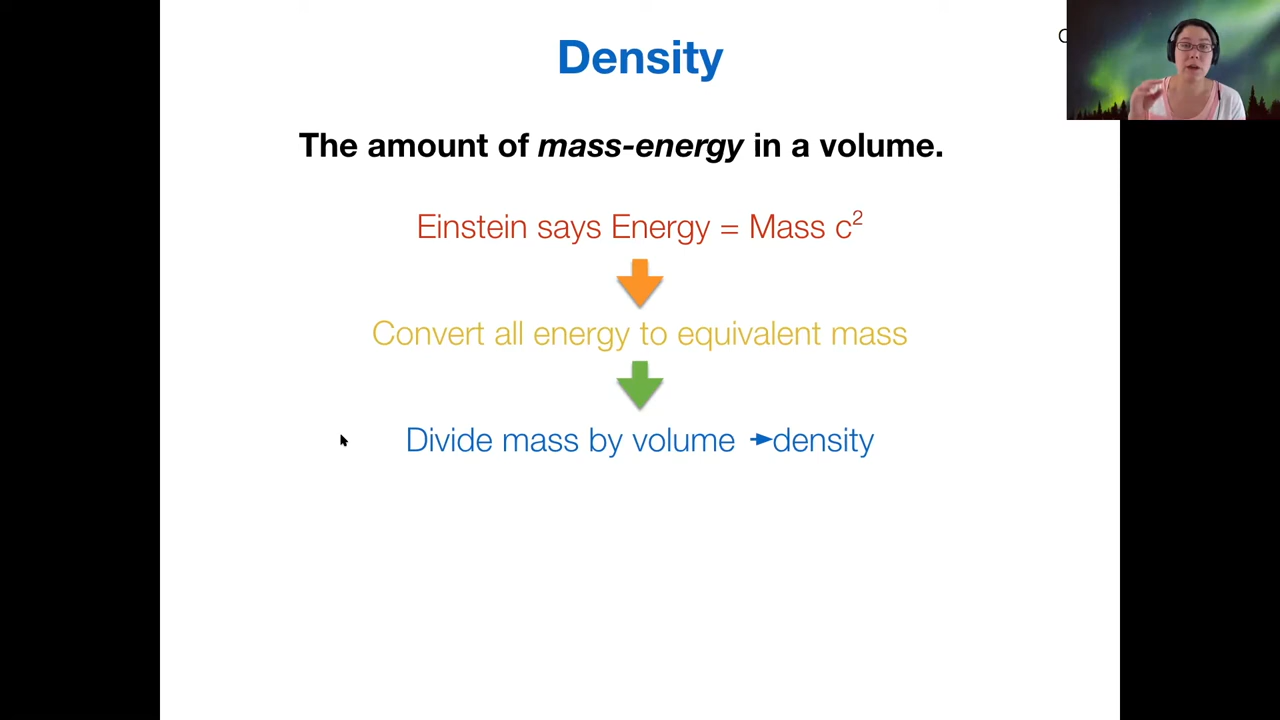 Density
The amount of mass-energy in a volume.
Einstein says Energy = Mass c²
Convert all energy to equivalent mass
Divide mass by volume → density